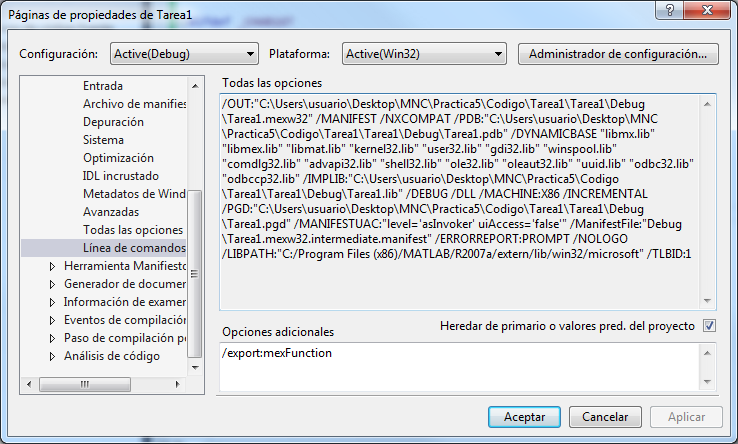 Páginas de propiedades de Tarea1
Configuración: Active(Debug) Plataforma: Active(Win32) Administrador de configuración...
Entrada
Archivo de manifies
Depuración
Sistema
Optimización
IDL incrustado
Metadatos de Wind
Avanzadas
Todas las opciones
Línea de comandos
Herramienta Manifiesto
Generador de documen
Información de examen
Eventos de compilación
Paso de compilación pe
Análisis de código
Todas las opciones
/OUT:"C:\Users\usuario\Desktop\MNC\Practica5\Codigo\Tarea1\Tarea1\Debug
\Tarea1.mexw32" /MANIFEST /NXCOMPAT /PDB:"C:\Users\usuario\Desktop\MNC
\Practica5\Codigo\Tarea1\Tarea1\Debug\Tarea1.pdb" /DYNAMICBASE "libmx.lib"
"libmex.lib" "libmat.lib" "kernel32.lib" "user32.lib" "gdi32.lib" "winspool.lib"
"comdlg32.lib" "advapi32.lib" "shell32.lib" "ole32.lib" "oleaut32.lib" "uuid.lib" "odbc32.lib"
"odbccp32.lib" /IMPLIB:"C:\Users\usuario\Desktop\MNC\Practica5\Codigo
\Tarea1\Tarea1\Debug\Tarea1.lib" /DEBUG /DLL /MACHINE:X86 /INCREMENTAL
/PGD:"C:\Users\usuario\Desktop\MNC\Practica5\Codigo\Tarea1\Tarea1\Debug
\Tarea1.pgd" /MANIFESTUAC:"level='asInvoker' uiAccess='false'" /ManifestFile:"Debug
\Tarea1.mexw32.intermediate.manifest" /ERRORREPORT:PROMPT /NOLOGO
/LIBPATH:"C:/Program Files (x86)/MATLAB/R2007a/extern/lib/win32/microsoft" /TLBID:1
Opciones adicionales
Heredar de primario o valores pred. del proyecto
/export:mexFunction
Aceptar Cancelar Aplicar